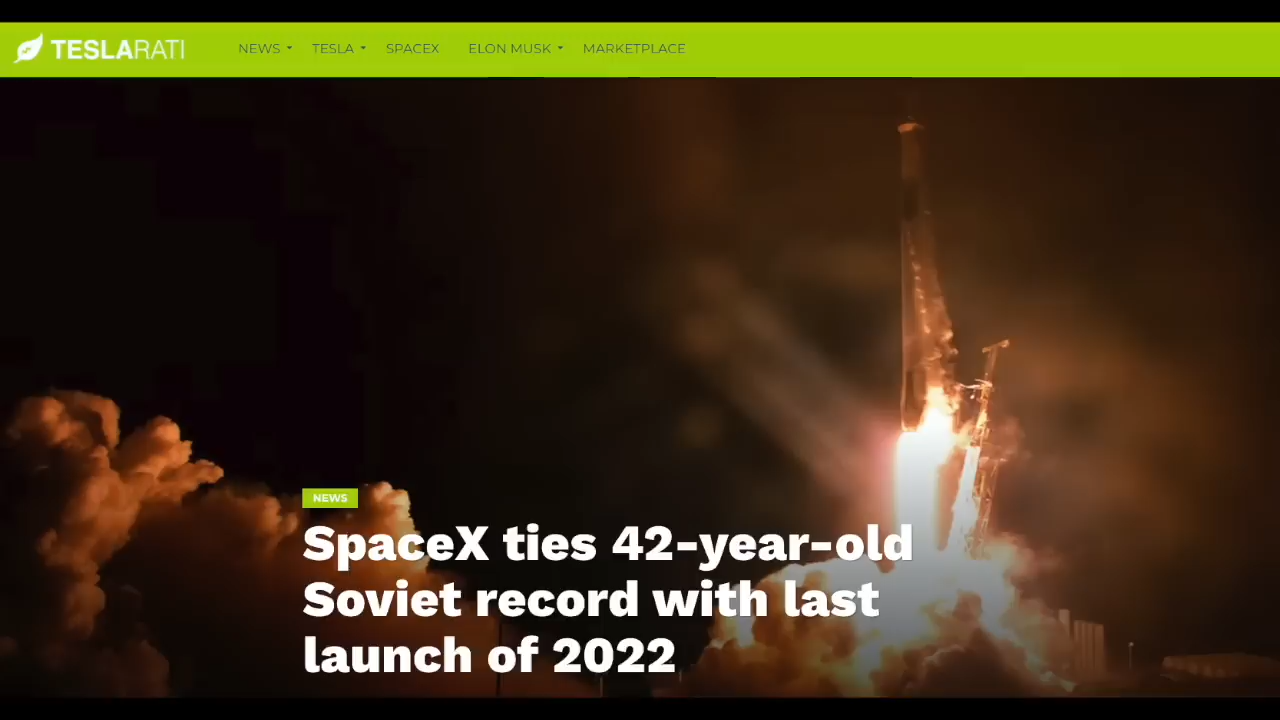 TESLARATI NEWS TESLA SPACEX ELON MUSK MARKETPLACE
NEWS
SpaceX ties 42-year-old
Soviet record with last
launch of 2022